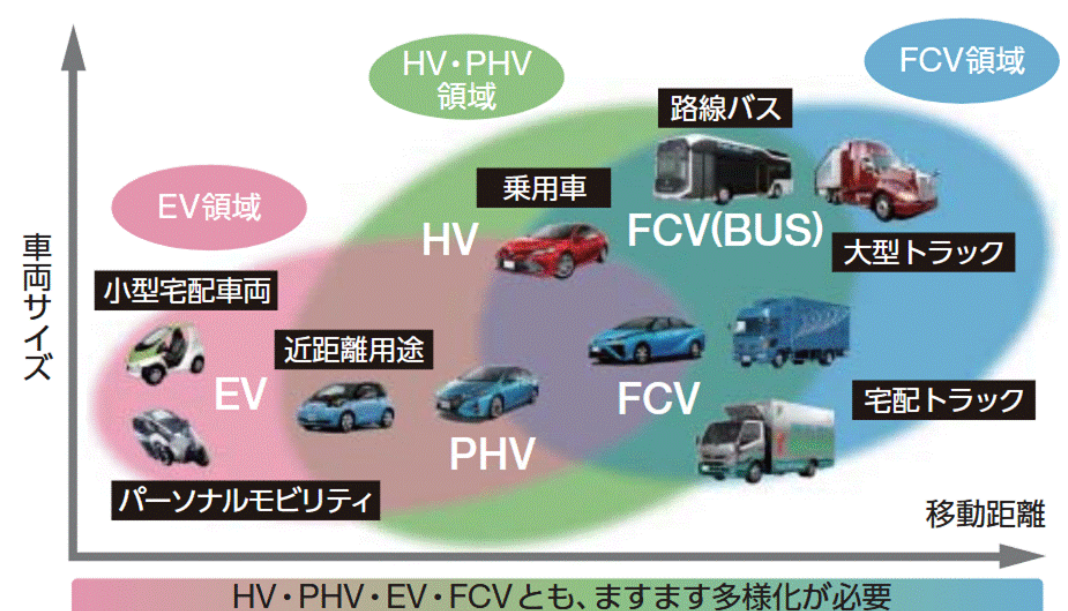 HV・PHV
領域
FCV領域
路線バス
乗用車
EV領域
HV
FCV(BUS)
大型トラック
車両サイズ
小型宅配車両
近距離用途
EV
FCV
宅配トラック
PHV
パーソナルモビリティ
移動距離
HV・PHV・EV・FCVとも、ますます多様化が必要